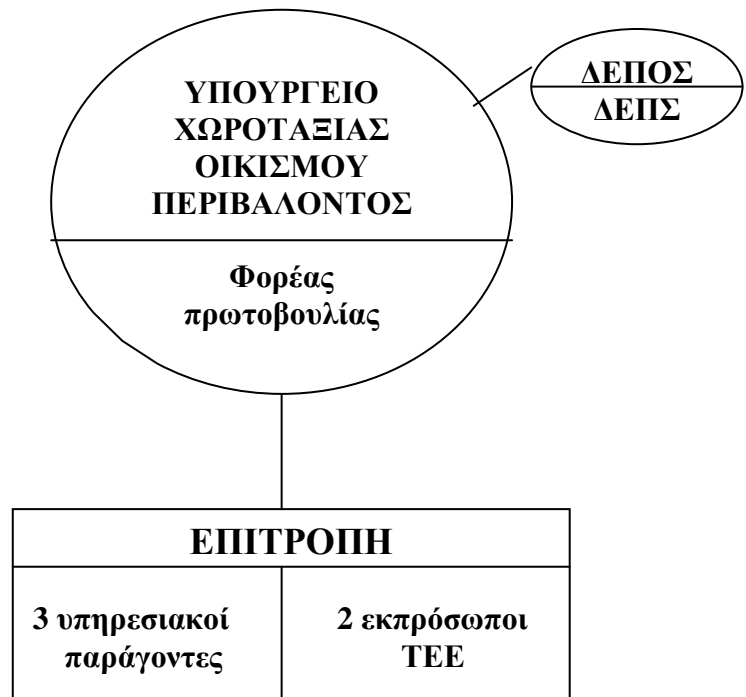 ΥΠΟΥΡΓΕΙΟ
ΧΩΡΟΤΑΞΙΑΣ
ΟΙΚΙΣΜΟΥ
ΠΕΡΙΒΑΛΟΝΤΟΣ
Φορέας
πρωτοβουλίας
ΔΕΠΟΣ
ΔΕΠΣ
ΕΠΙΤΡΟΠΗ
3 υπηρεσιακοί
παράγοντες
2 εκπρόσωποι
ΤΕΕ